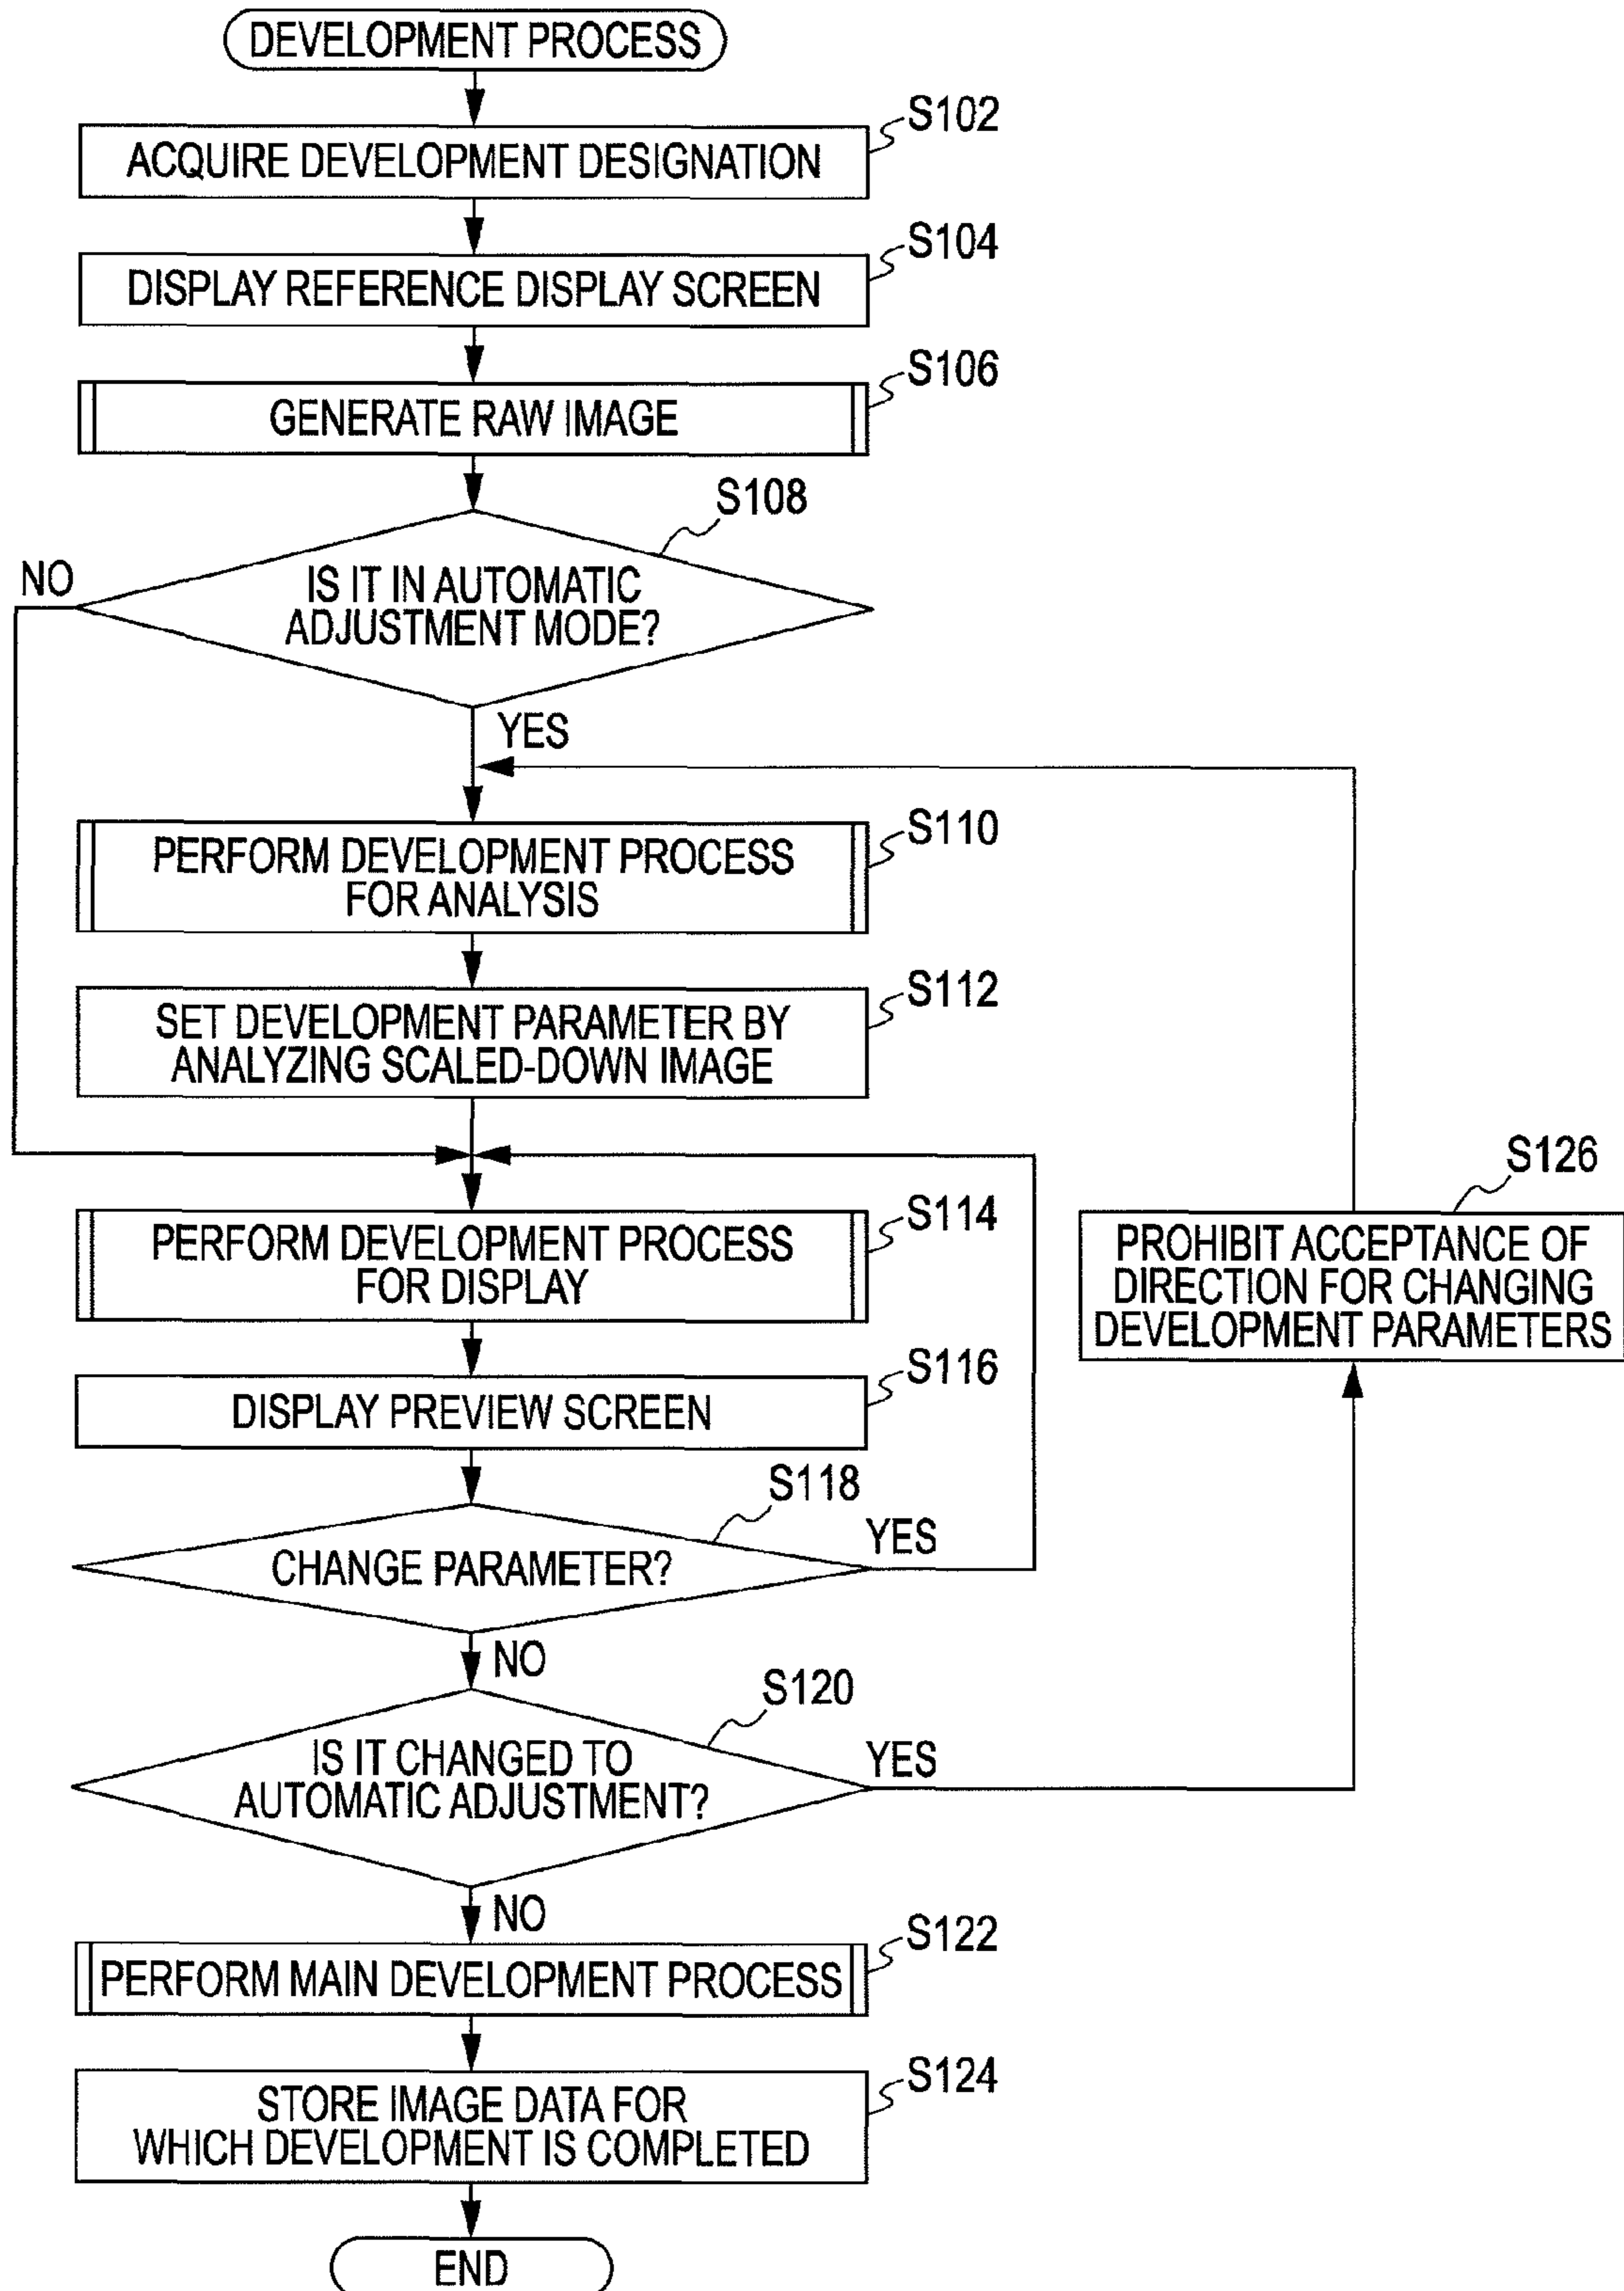 DEVELOPMENT PROCESS
S102
ACQUIRE DEVELOPMENT DESIGNATION
S104
DISPLAY REFERENCE DISPLAY SCREEN
S106
GENERATE RAW IMAGE
S108
NO
IS IT IN AUTOMATIC
ADJUSTMENT MODE?
YES
S110
PERFORM DEVELOPMENT PROCESS
FOR ANALYSIS
S112
SET DEVELOPMENT PARAMETER BY
ANALYZING SCALED-DOWN IMAGE
S126
PROHIBIT ACCEPTANCE OF
DIRECTION FOR CHANGING
DEVELOPMENT PARAMETERS
S114
PERFORM DEVELOPMENT PROCESS
FOR DISPLAY
S116
DISPLAY PREVIEW SCREEN
S118
CHANGE PARAMETER?
YES
NO
S120
IS IT CHANGED TO
AUTOMATIC ADJUSTMENT?
YES
NO
S122
PERFORM MAIN DEVELOPMENT PROCESS
S124
STORE IMAGE DATA FOR
WHICH DEVELOPMENT IS COMPLETED
END